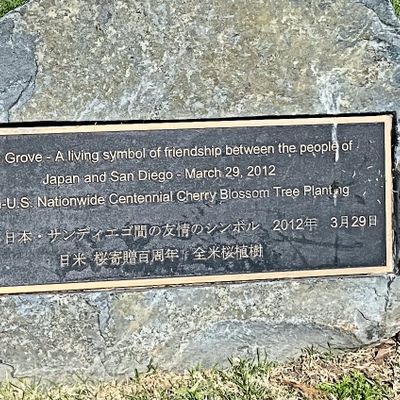 Grove - A living symbol of friendship between the people of
Japan and San Diego - March 29, 2012
-U.S. Nationwide Centennial Cherry Blossom Tree Planting
日本・サンディエゴ間の友情のシンボル 2012年 3月29日
日米 桜寄贈百周年 全米桜植樹